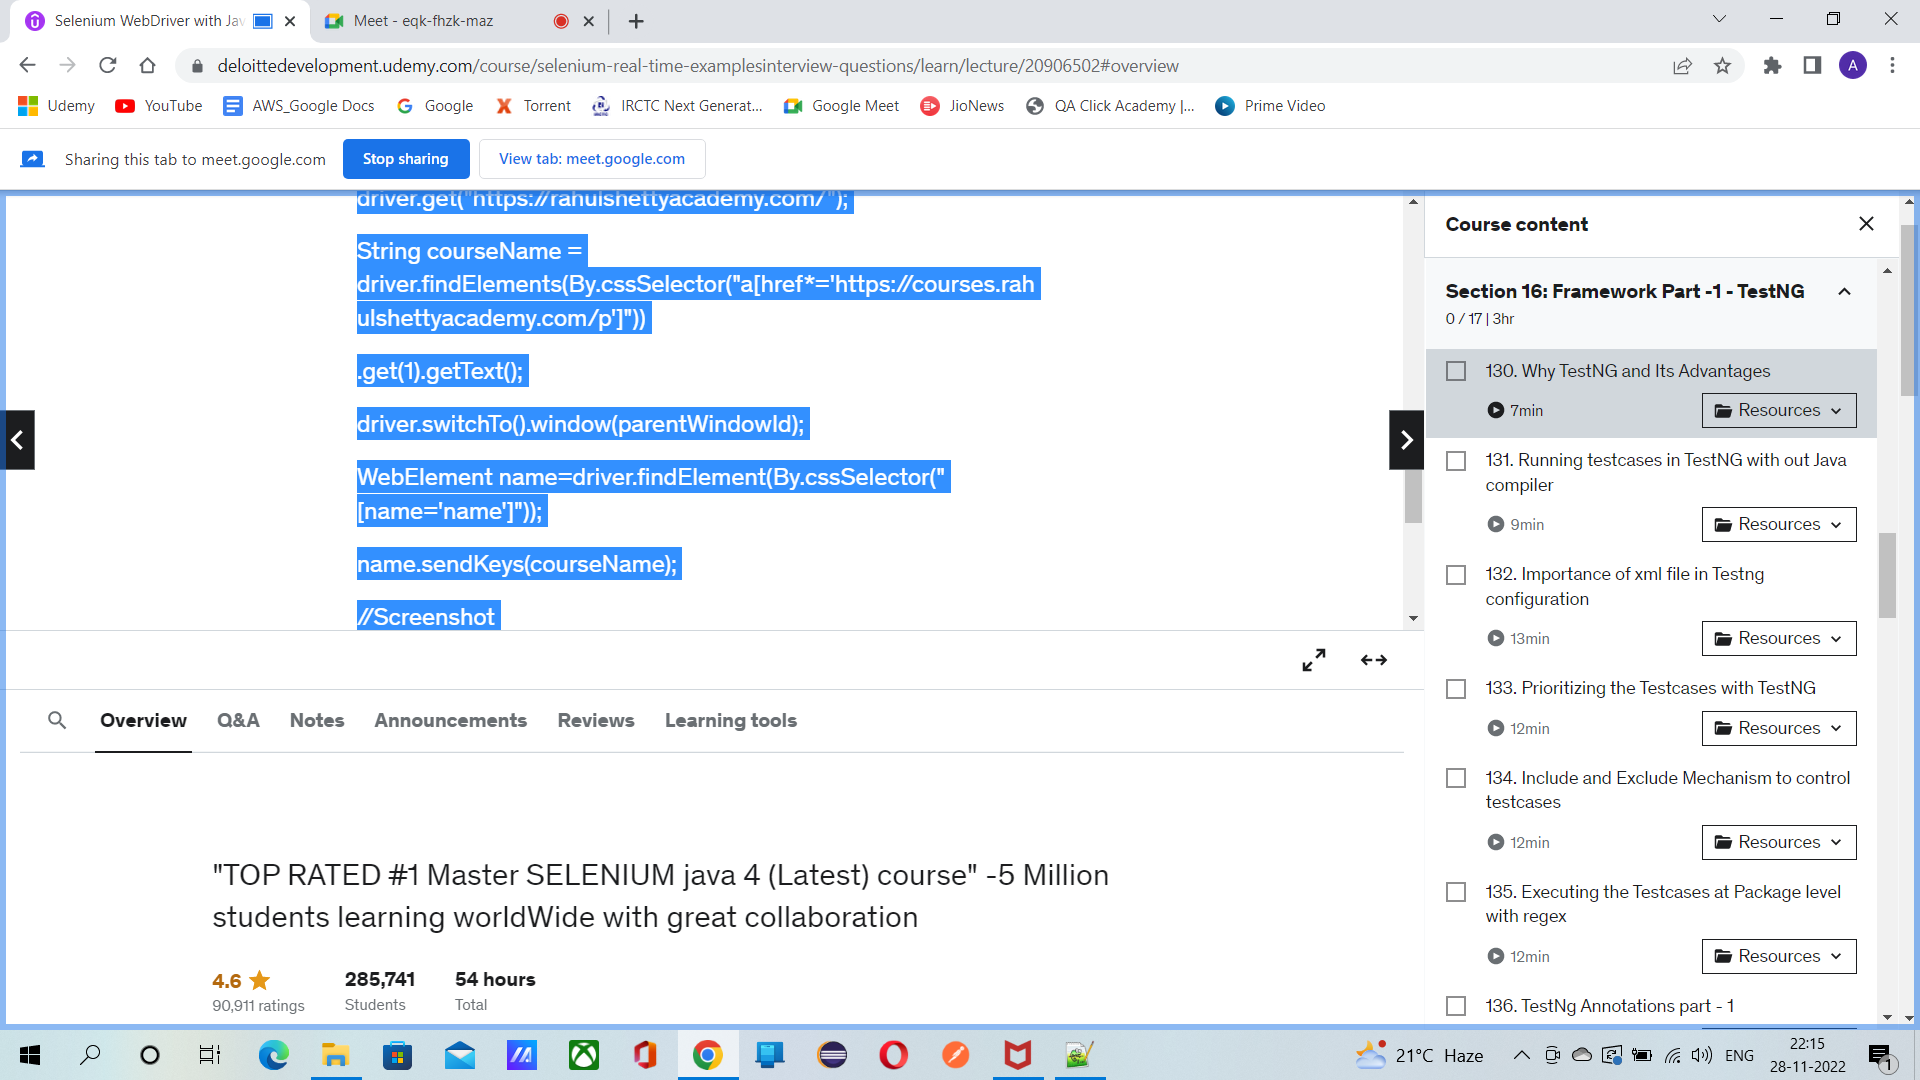 Selenium WebDriver with Jav
Meet - eqk-fhzk-maz
deloittedevelopment.udemy.com/course/selenium-real-time-examplesinterview-questions/learn/lecture/20906502#overview
A
Udemy
YouTube
AWS_Google Docs
Google
Torrent
IRCTC Next Generat...
Google Meet
JioNews
QA Click Academy |...
Prime Video
Sharing this tab to meet.google.com
Stop sharing
View tab: meet.google.com
driver.get("https://rahulshettyacademy.com/");
String courseName =
driver.findElements(By.cssSelector("a[href*='https://courses.rah
ulshettyacademy.com/p']"))
.get(1).getText();
driver.switchTo().window(parentWindowId);
WebElement name=driver.findElement(By.cssSelector("
[name='name']"));
name.sendKeys(courseName);
//Screenshot
Overview
Q&A
Notes
Announcements
Reviews
Learning tools
"TOP RATED #1 Master SELENIUM java 4 (Latest) course" -5 Million
students learning worldWide with great collaboration
4.6
90,911 ratings
285,741
Students
54 hours
Total
Course content
Section 16: Framework Part -1 - TestNG
0 / 17 | 3hr
130. Why TestNG and Its Advantages
7min
Resources
131. Running testcases in TestNG with out Java
compiler
9min
Resources
132. Importance of xml file in Testng
configuration
13min
Resources
133. Prioritizing the Testcases with TestNG
12min
Resources
134. Include and Exclude Mechanism to control
testcases
12min
Resources
135. Executing the Testcases at Package level
with regex
12min
Resources
136. TestNg Annotations part - 1
21°C Haze
ENG
22:15
28-11-2022
1